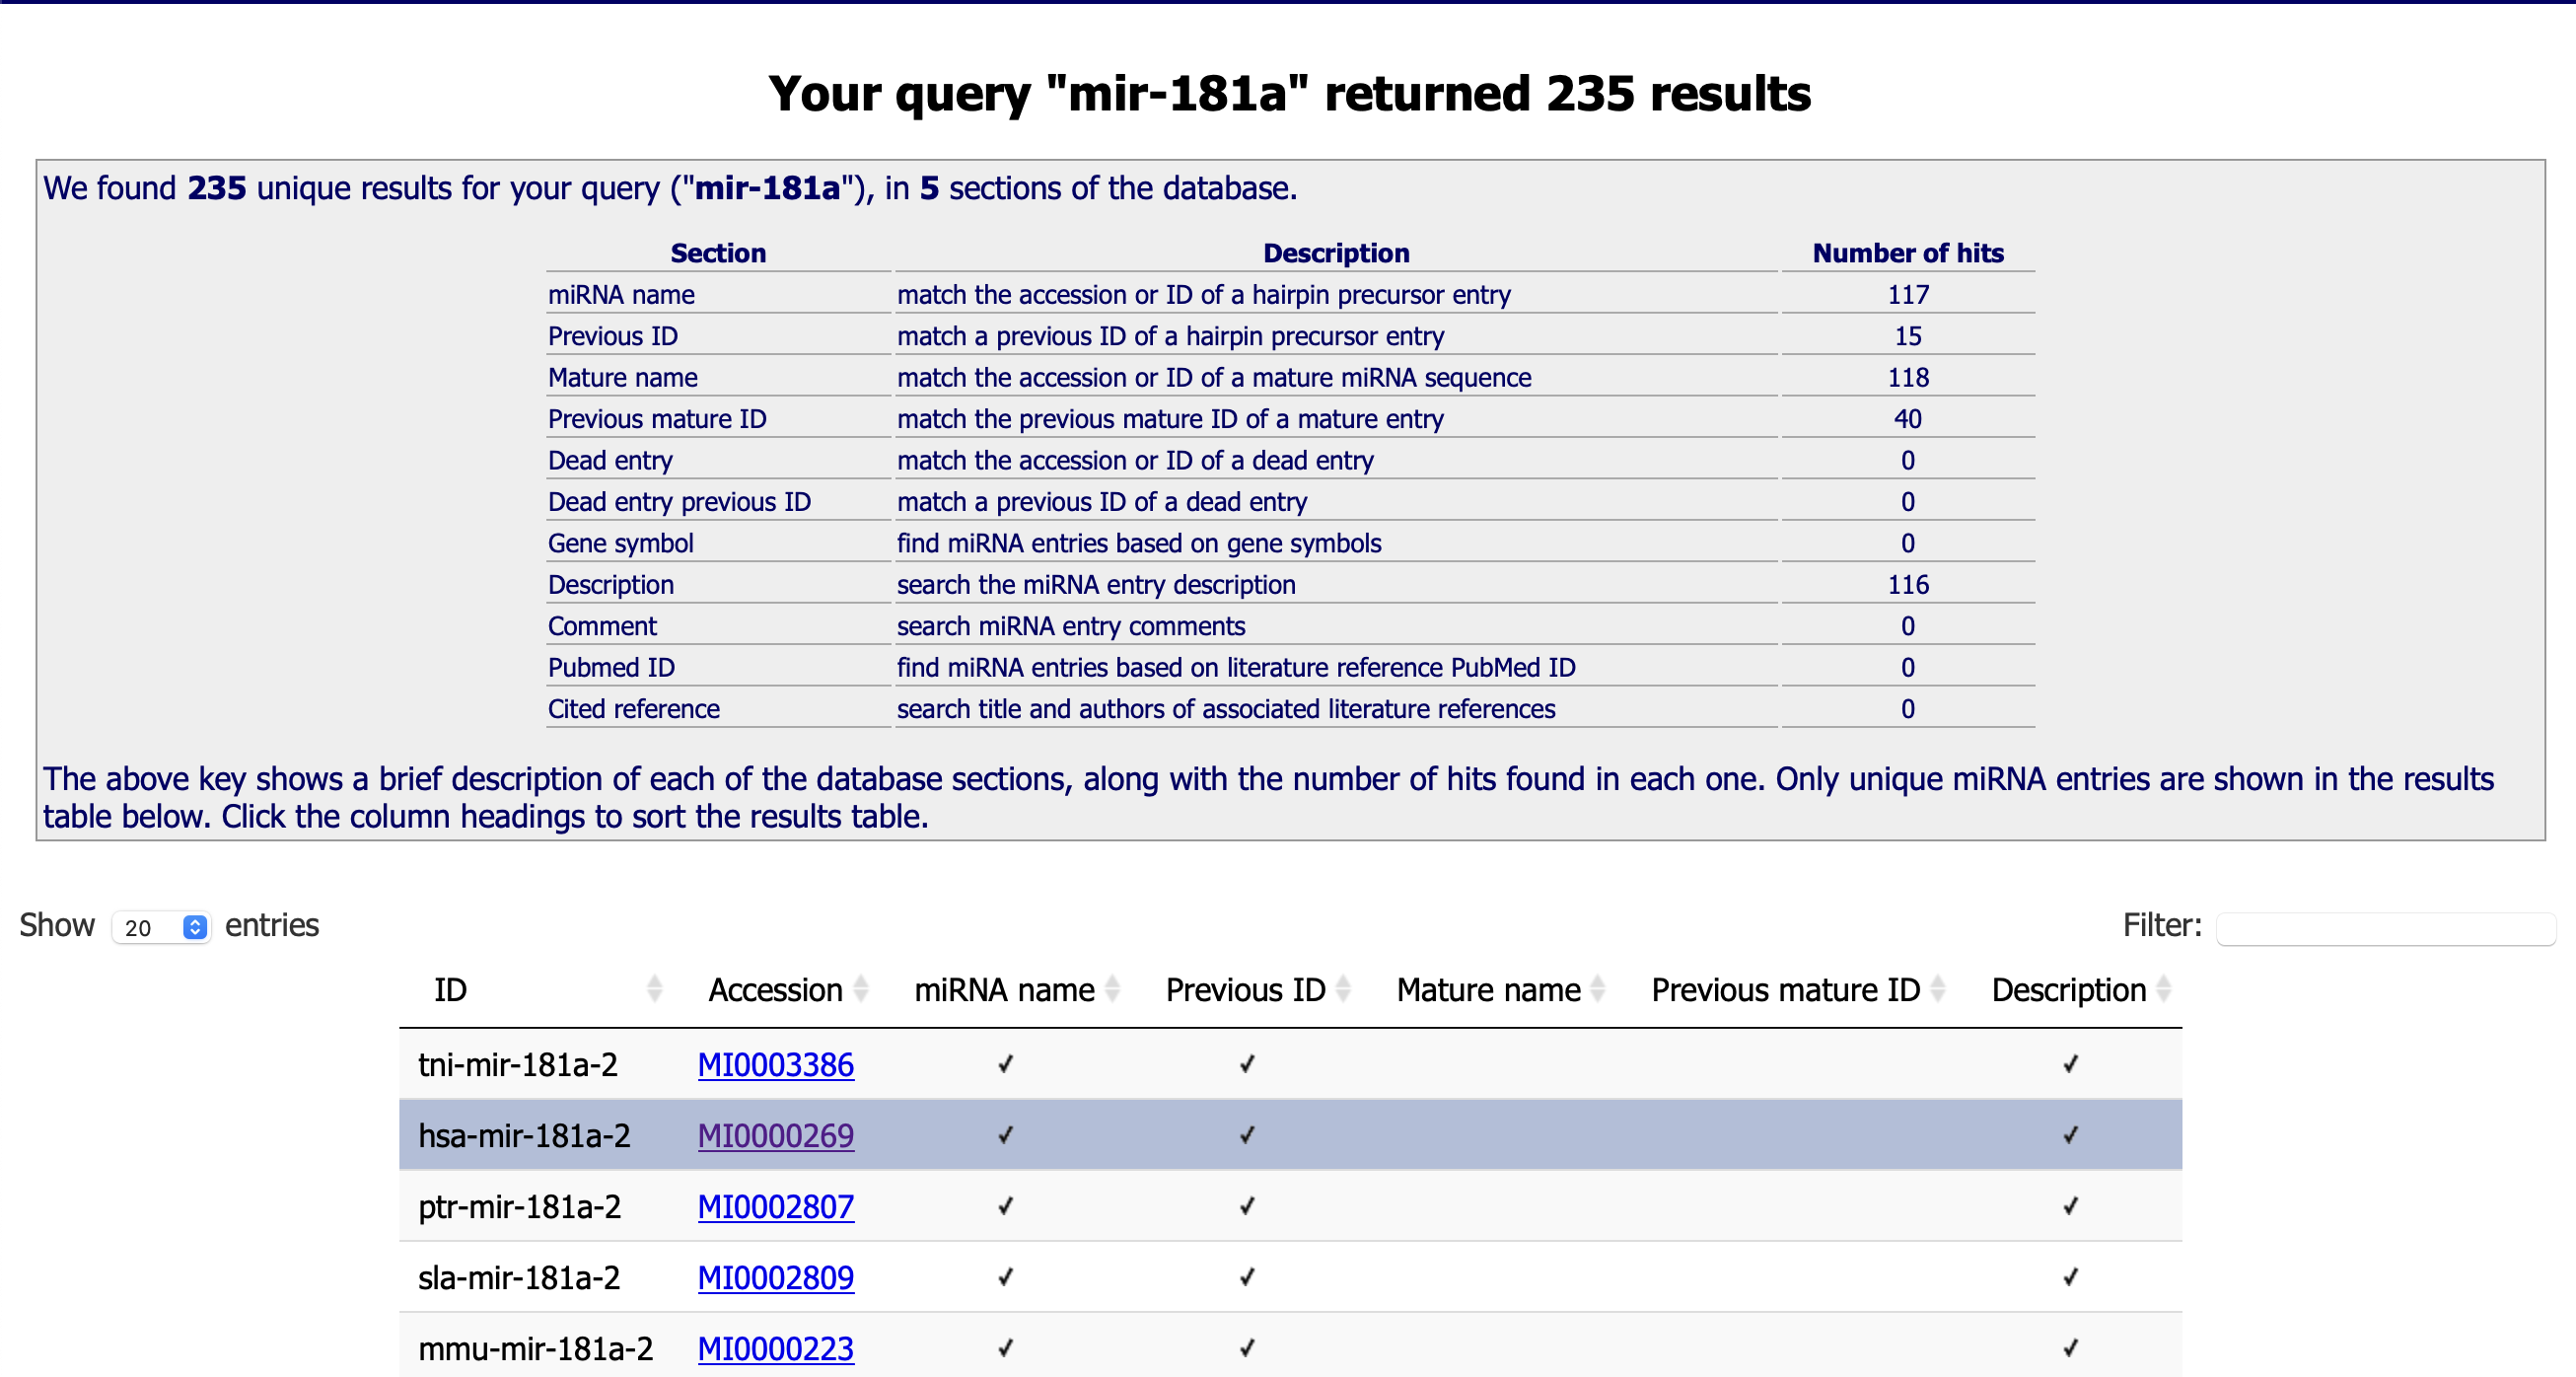 Your query "mir-181a" returned 235 results
We found 235 unique results for your query ("mir-181a"), in 5 sections of the database.
Section Description Number of hits
miRNA name match the accession or ID of a hairpin precursor entry 117
Previous ID match a previous ID of a hairpin precursor entry 15
Mature name match the accession or ID of a mature miRNA sequence 118
Previous mature ID match the previous mature ID of a mature entry 40
Dead entry match the accession or ID of a dead entry 0
Dead entry previous ID match a previous ID of a dead entry 0
Gene symbol find miRNA entries based on gene symbols 0
Description search the miRNA entry description 116
Comment search miRNA entry comments 0
Pubmed ID find miRNA entries based on literature reference PubMed ID 0
Cited reference search title and authors of associated literature references 0
The above key shows a brief description of each of the database sections, along with the number of hits found in each one. Only unique miRNA entries are shown in the results
table below. Click the column headings to sort the results table.
Show 20 entries Filter:
ID Accession miRNA name Previous ID Mature name Previous mature ID Description
tni-mir-181a-2 MI0003386 ✓ ✓ ✓
hsa-mir-181a-2 MI0000269 ✓ ✓ ✓
ptr-mir-181a-2 MI0002807 ✓ ✓ ✓
sla-mir-181a-2 MI0002809 ✓ ✓ ✓
mmu-mir-181a-2 MI0000223 ✓ ✓ ✓